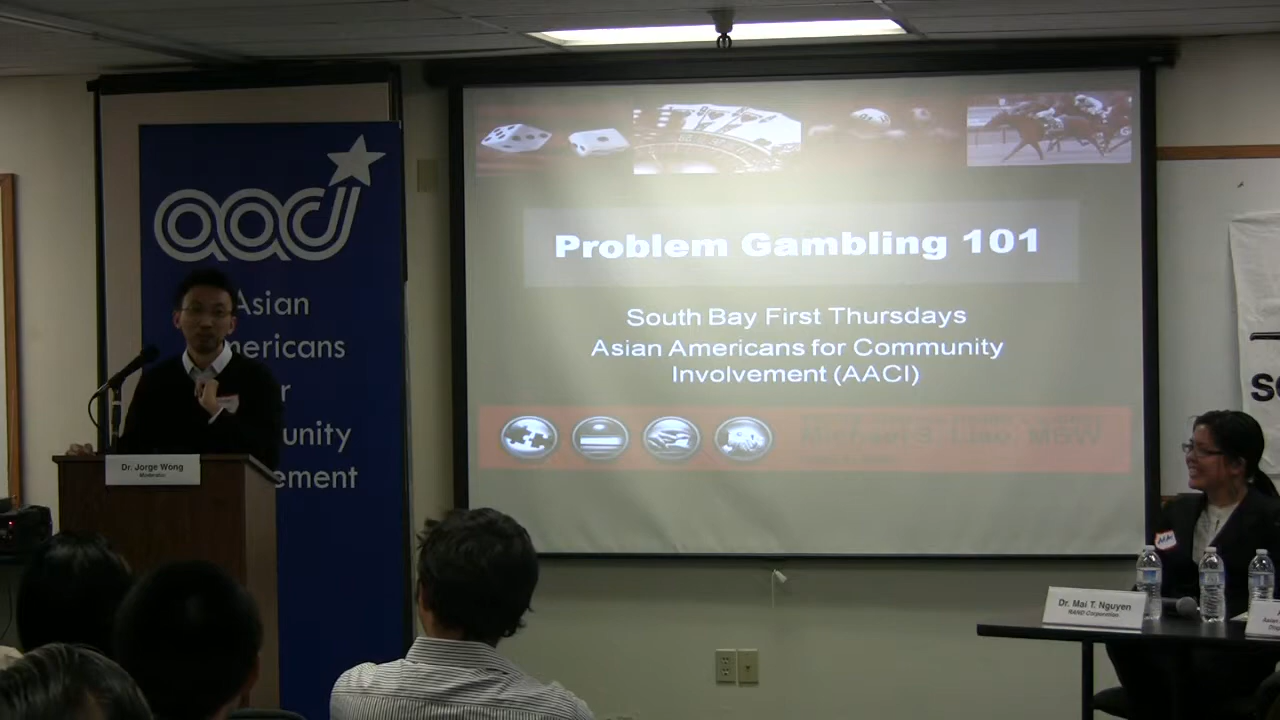 aaci
Asian
mericans
r
unity
ement
Problem Gambling 101
South Bay First Thursdays
Asian Americans for Community
Involvement (AACI)
Dr. Jorge Wong
Moderator
Dr. Mai T. Nguyen
RAND Corporation